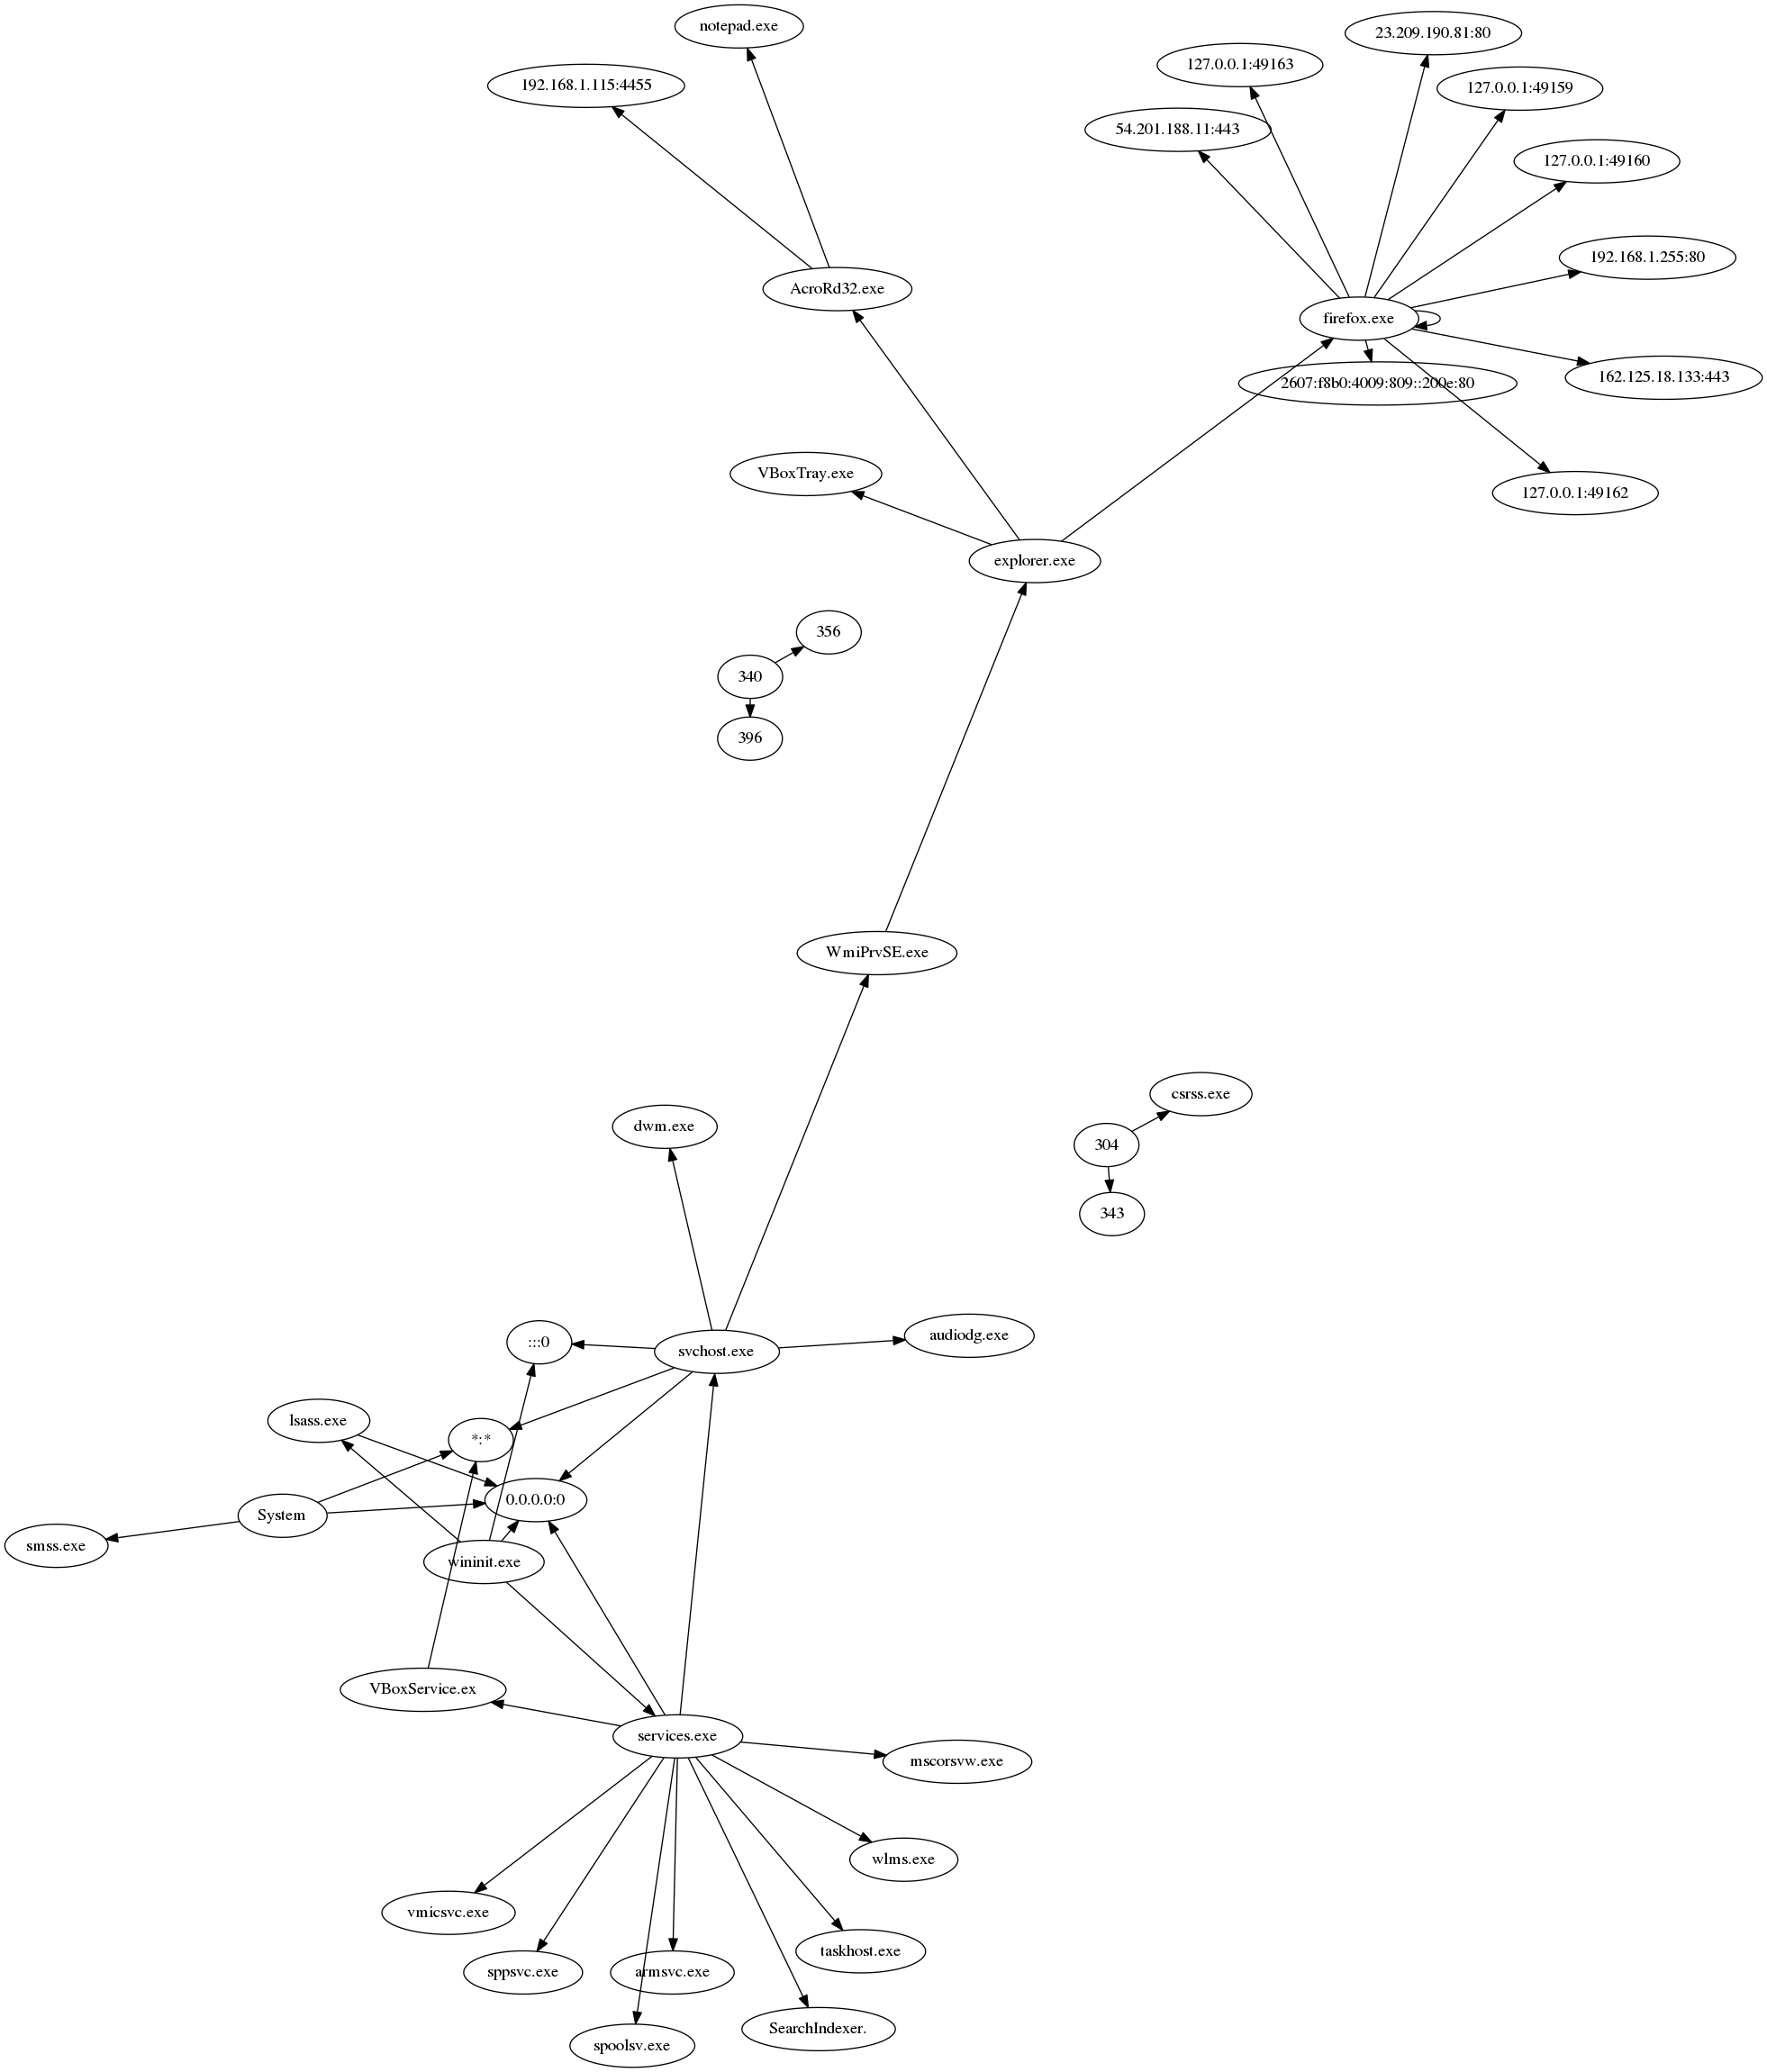 notepad.exe
23.209.190.81:80
127.0.0.1:49163
192.168.1.115:4455
127.0.0.1:49159
54.201.188.11:443
127.0.0.1:49160
192.168.1.255:80
AcroRd32.exe
firefox.exe
162.125.18.133:443
2607:f8b0:4009:809::200e:80
VBoxTray.exe
127.0.0.1:49162
explorer.exe
356
340
396
WmiPrvSE.exe
csrss.exe
dwm.exe
304
343
audiodg.exe
:::0
svchost.exe
lsass.exe
*:*
0.0.0.0:0
System
smss.exe
wininit.exe
VBoxService.ex
services.exe
mscorsvw.exe
wlms.exe
vmicsvc.exe
taskhost.exe
sppsvc.exe
armsvc.exe
SearchIndexer.
spoolsv.exe